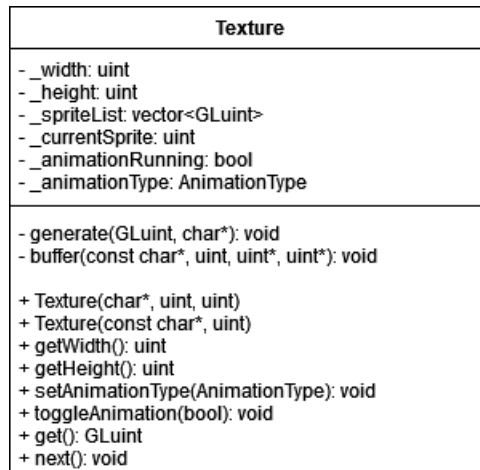 Texture
- _width: uint
- _height: uint
- _spriteList: vector<GLuint>
- _currentSprite: uint
- _animationRunning: bool
- _animationType: AnimationType
- generate(GLuint, char*): void
- buffer(const char*, uint, uint*, uint*): void
+ Texture(char*, uint, uint)
+ Texture(const char*, uint)
+ getWidth(): uint
+ getHeight(): uint
+ setAnimationType(AnimationType): void
+ toggleAnimation(bool): void
+ get(): GLuint
+ next(): void